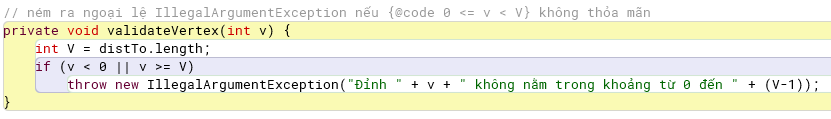 // ném ra ngoại lệ IllegalArgumentException nếu {@code 0 <= v < V} không thỏa mãn
private void validateVertex(int v) {
    int V = distTo.length;
    if (v < 0 || v >= V)
        throw new IllegalArgumentException("Đỉnh " + v + " không nằm trong khoảng từ 0 đến " + (V-1));
}